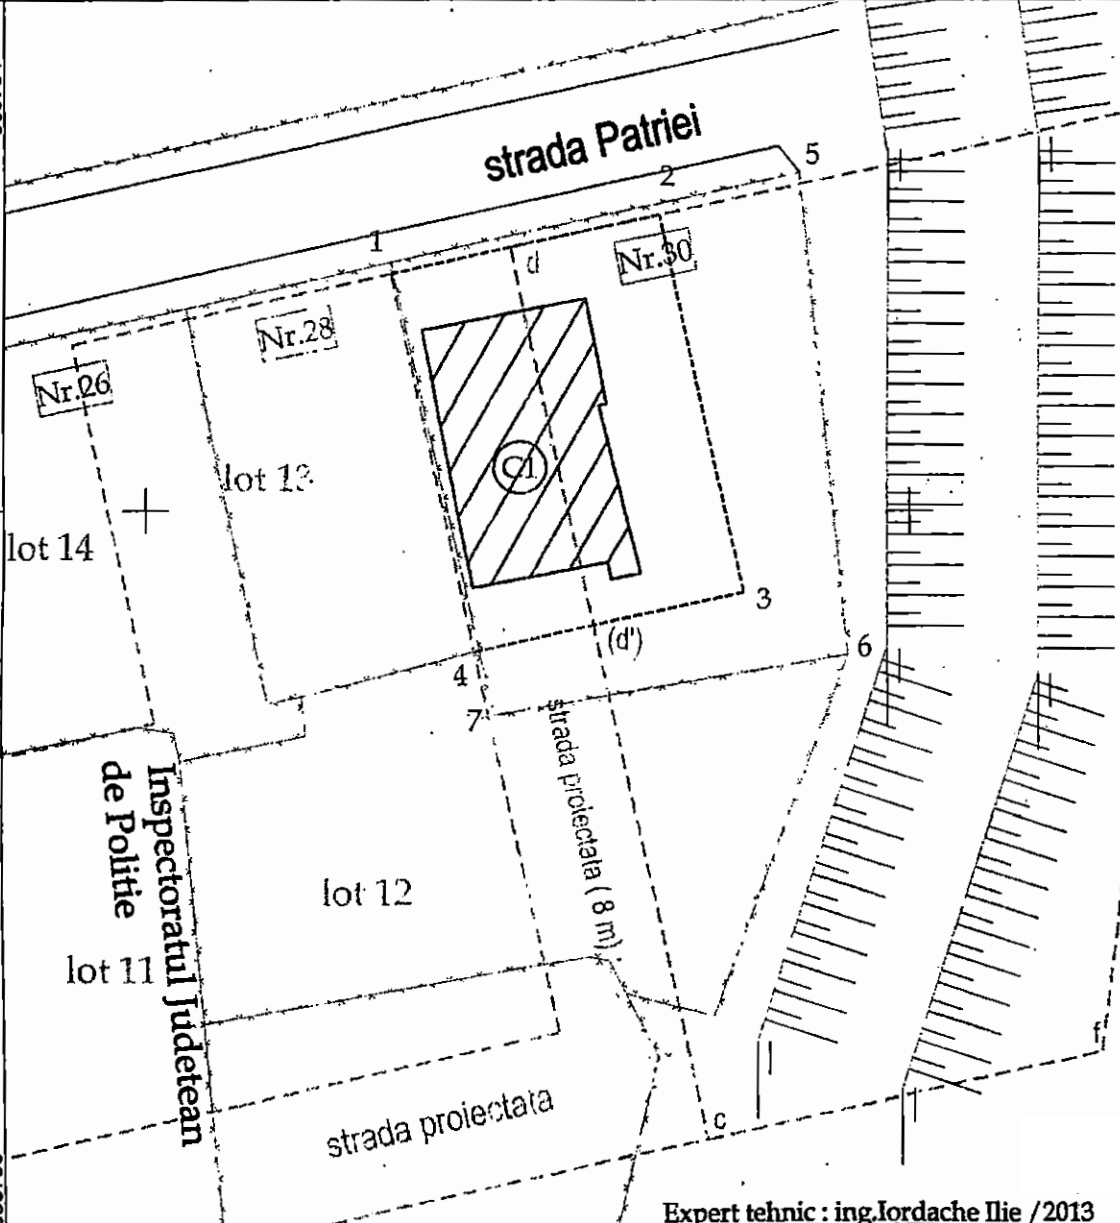 strada Patriei
5
2
1
d
Nr.30
Nr.28
Nr.26
C1
lot 13
lot 14
3
(d')
6
4
7
strada proiectata ( 8 m)
Inspectoratul Judetean
de Politie
lot 12
lot 11
f
c
strada proiectata
Expert tehnic : ing.Iordache Ilie /2013